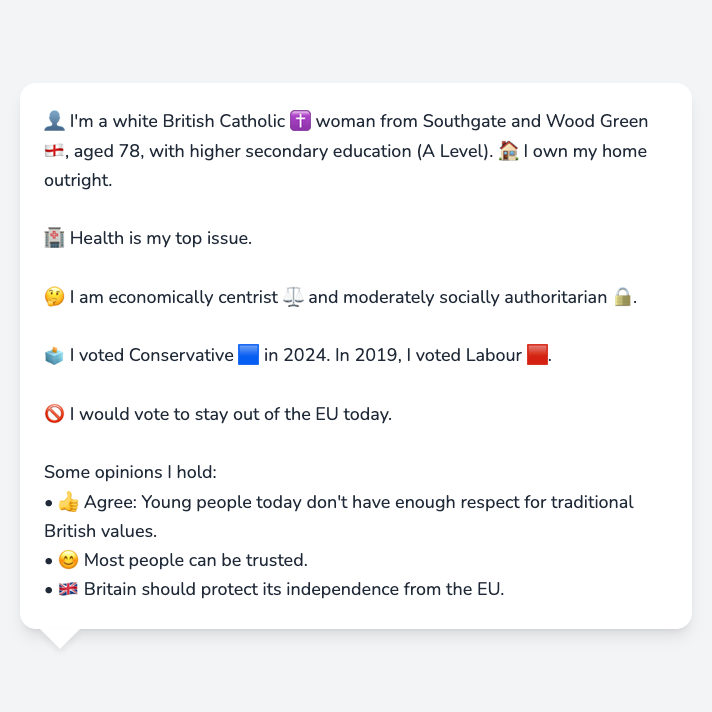 👤 I'm a white British Catholic ✝️ woman from Southgate and Wood Green
🏴󠁧󠁢󠁥󠁮󠁧󠁿, aged 78, with higher secondary education (A Level). 🏠 I own my home
outright.
🏥 Health is my top issue.
🤔 I am economically centrist ⚖️ and moderately socially authoritarian 🔒.
🗳️ I voted Conservative 🟦 in 2024. In 2019, I voted Labour 🟥.
🚫 I would vote to stay out of the EU today.
Some opinions I hold:
• 👍 Agree: Young people today don't have enough respect for traditional
British values.
• 😊 Most people can be trusted.
• 🇬🇧 Britain should protect its independence from the EU.